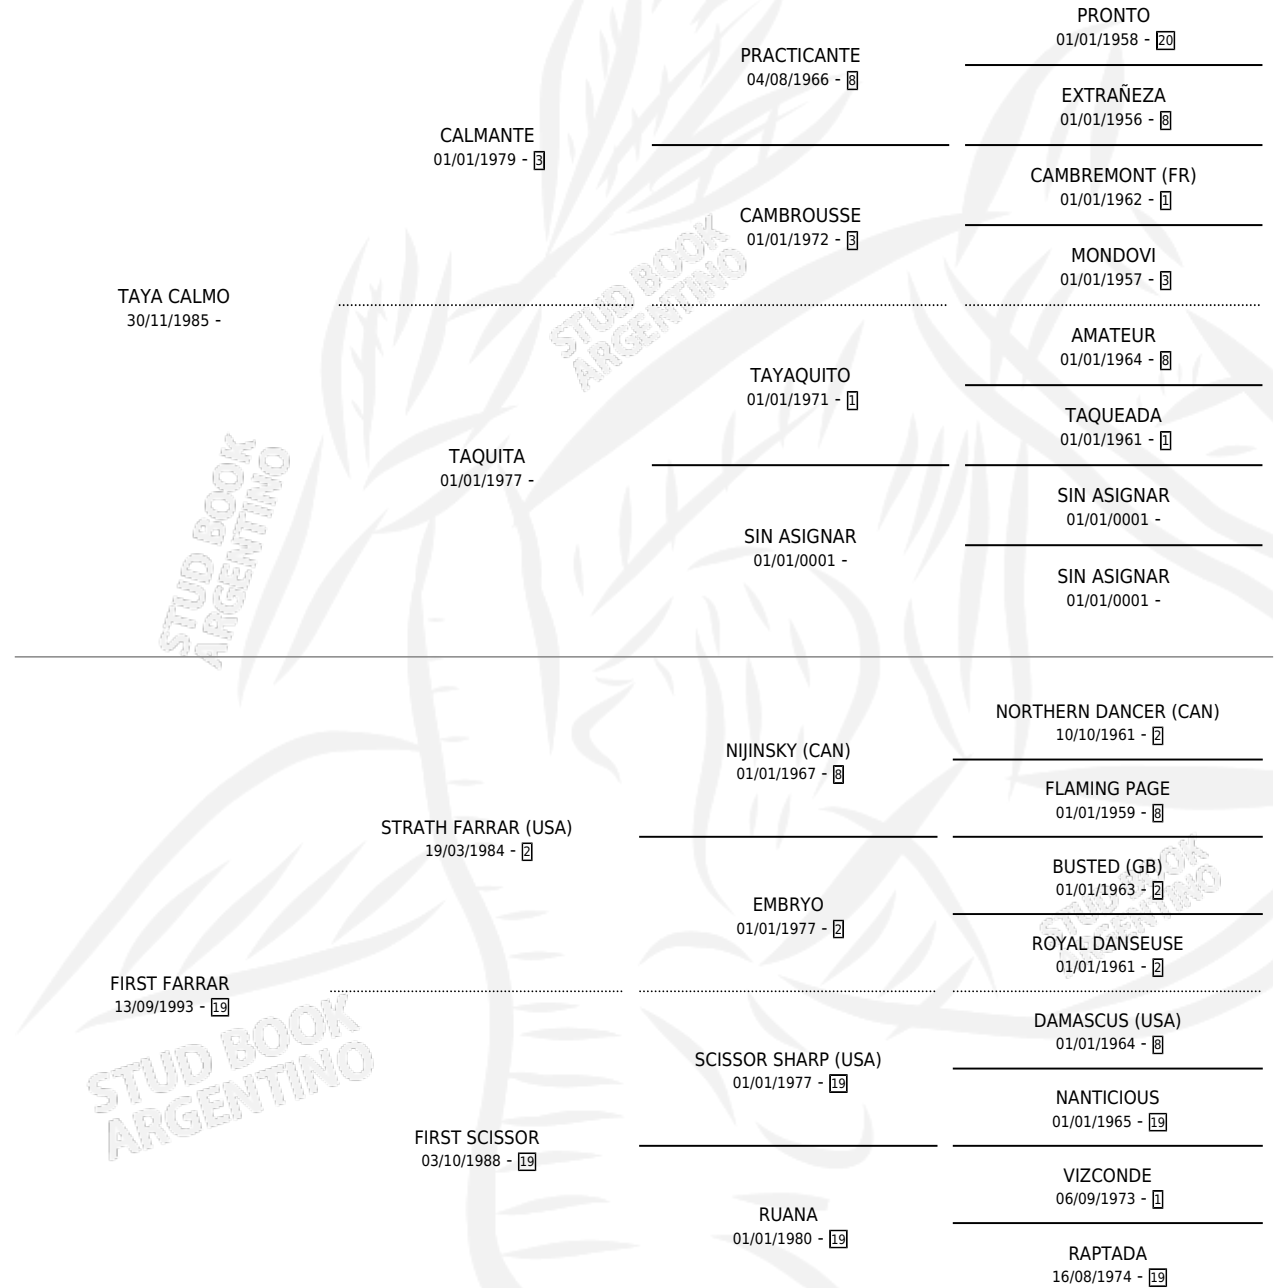 PRONTO
01/01/1958 - 20
PRACTICANTE
04/08/1966 - 8
EXTRAÑEZA
01/01/1956 - 8
CALMANTE
01/01/1979 - 3
CAMBREMONT (FR)
01/01/1962 - 1
CAMBROUSSE
01/01/1972 - 3
MONDOVI
01/01/1957 - 3
TAYA CALMO
30/11/1985 -
AMATEUR
01/01/1964 - 8
TAYAQUITO
01/01/1971 - 1
TAQUEADA
01/01/1961 - 1
TAQUITA
01/01/1977 -
SIN ASIGNAR
01/01/0001 -
SIN ASIGNAR
01/01/0001 -
SIN ASIGNAR
01/01/0001 -
STUD BOOK
ARGENTINO
STUD BOOK
ARGENTINO
NORTHERN DANCER (CAN)
10/10/1961 - 2
NIJINSKY (CAN)
01/01/1967 - 8
FLAMING PAGE
01/01/1959 - 8
STRATH FARRAR (USA)
19/03/1984 - 2
BUSTED (GB)
01/01/1963 - 2
EMBRYO
01/01/1977 - 2
ROYAL DANSEUSE
01/01/1961 - 2
FIRST FARRAR
13/09/1993 - 19
DAMASCUS (USA)
01/01/1964 - 8
SCISSOR SHARP (USA)
01/01/1977 - 19
NANTICIOUS
01/01/1965 - 19
FIRST SCISSOR
03/10/1988 - 19
VIZCONDE
06/09/1973 - 1
RUANA
01/01/1980 - 19
RAPTADA
16/08/1974 - 19
STUD BOOK
ARGENTINO
STUD BOOK
ARGENTINO